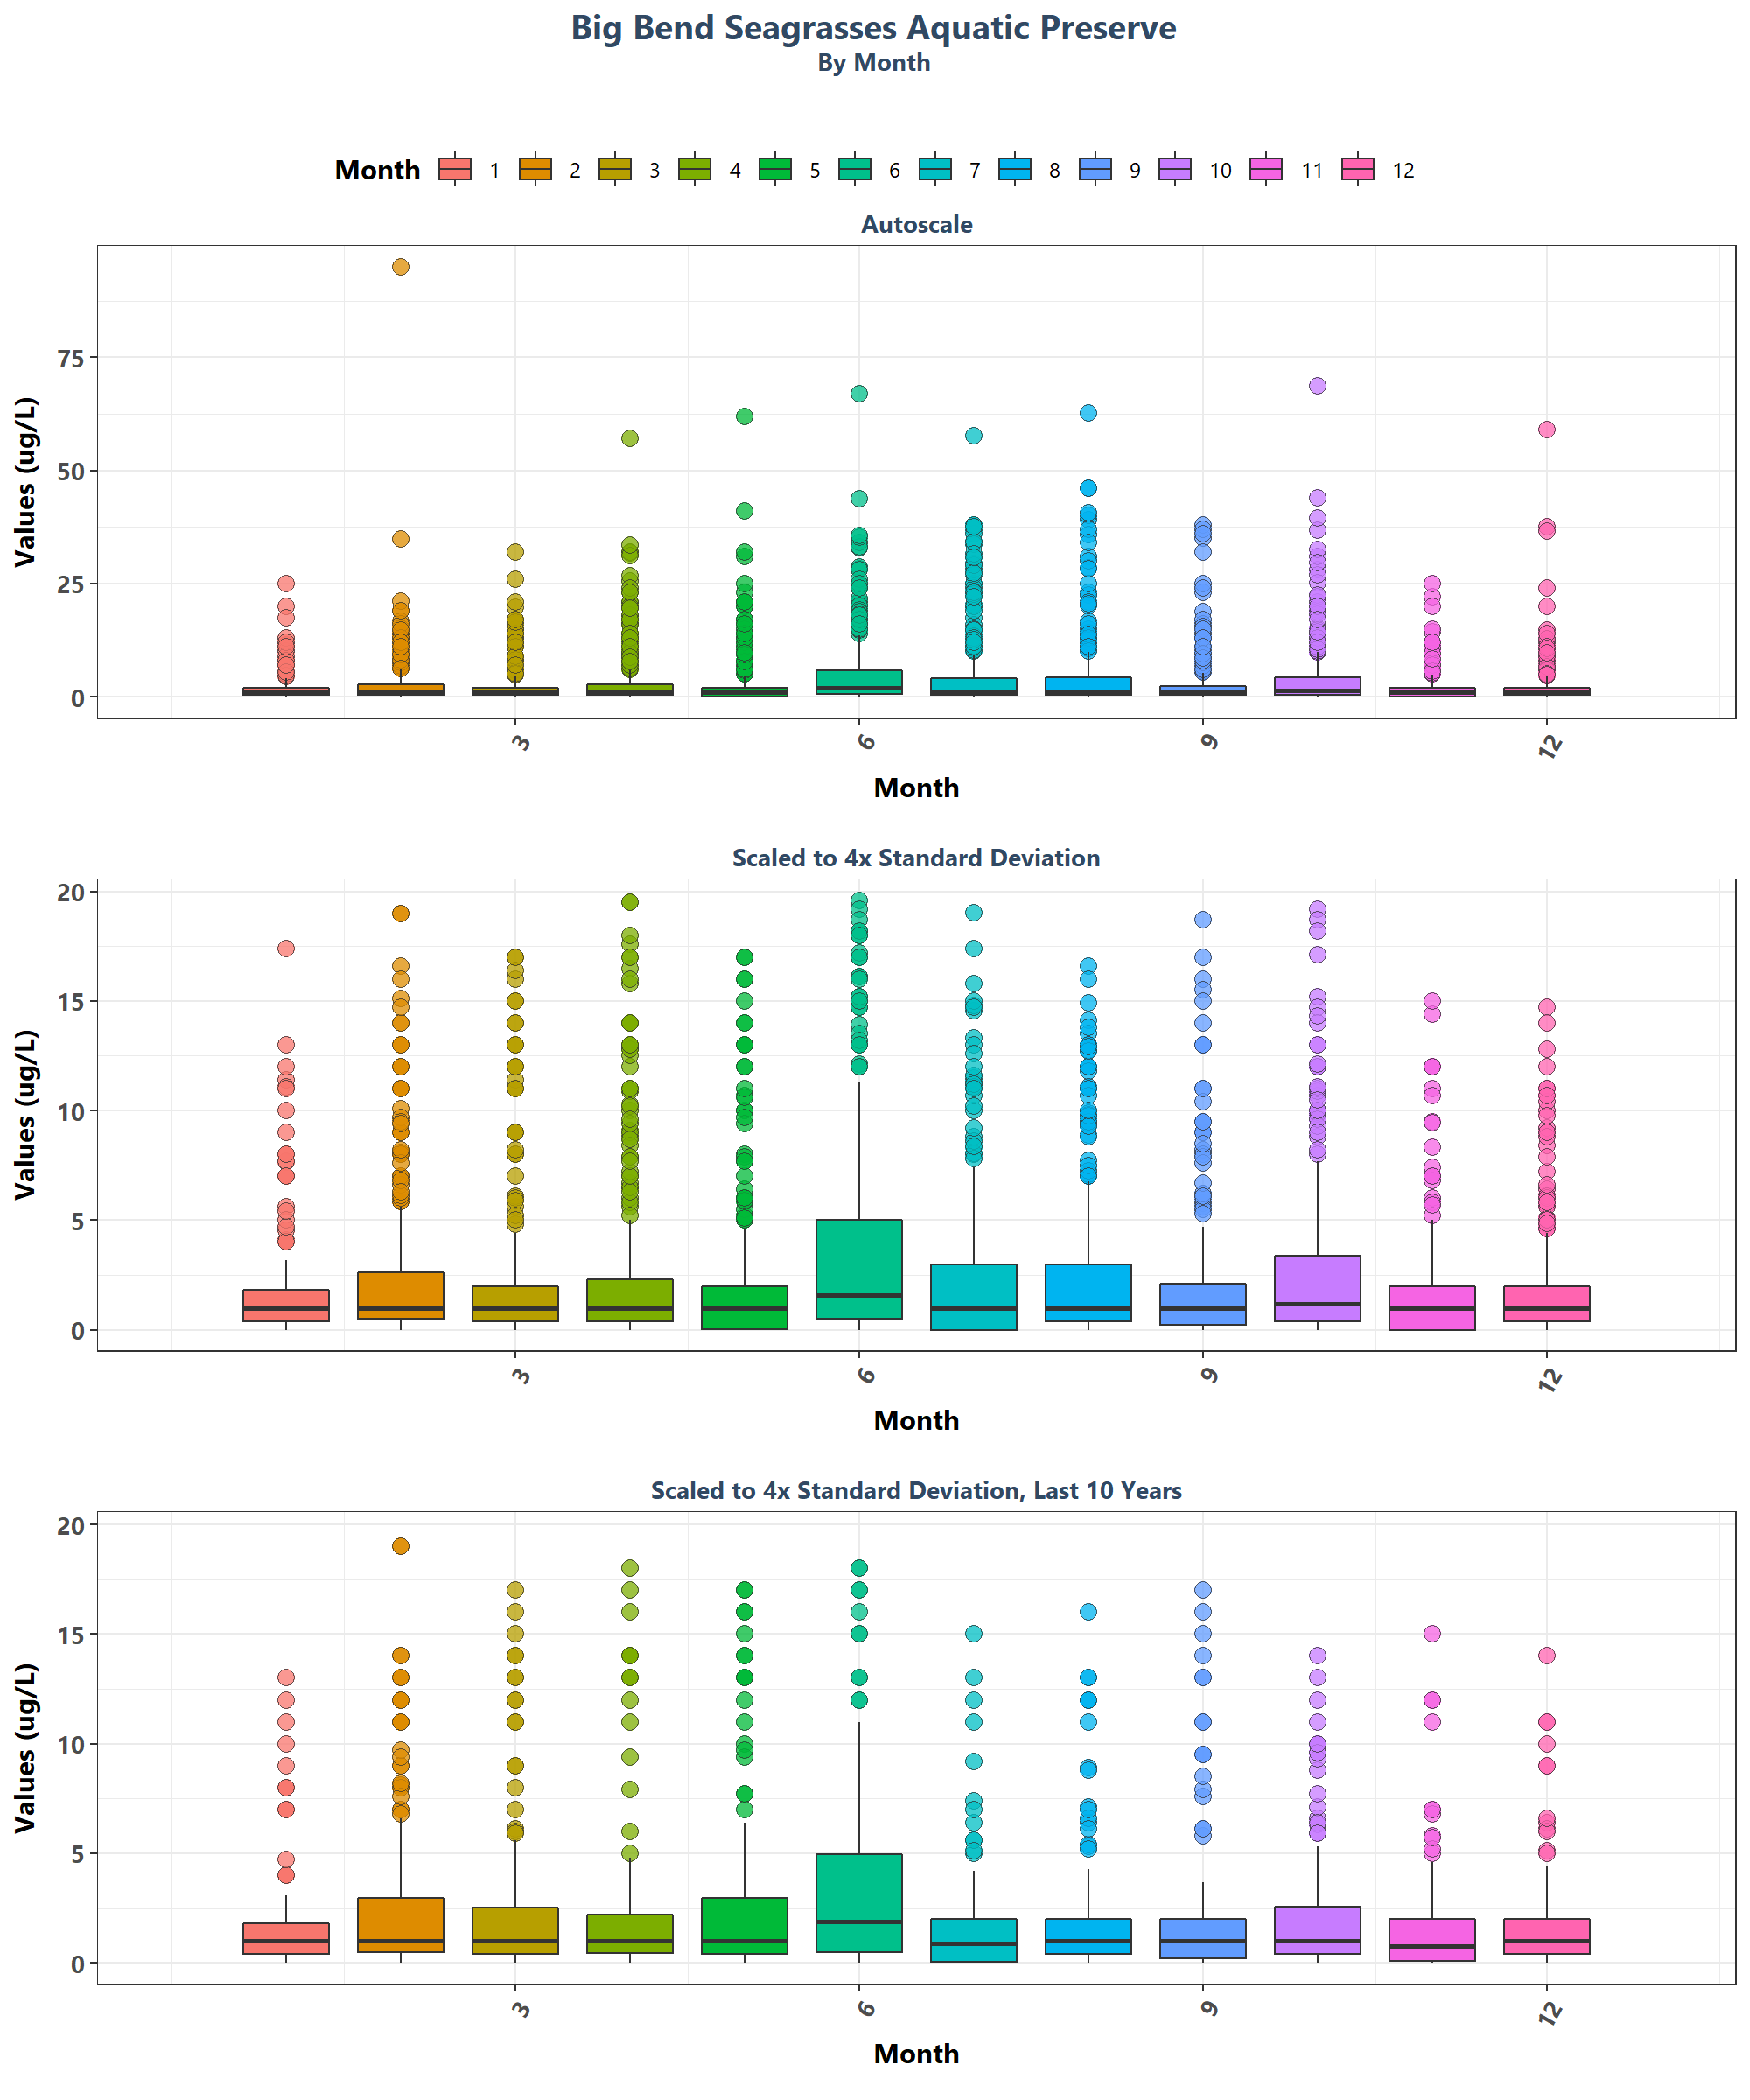 Big Bend Seagrasses Aquatic Preserve
By Month
Month 1 2 3 4 5 6 7 8 9 10 11 12
Autoscale
Values (ug/L)
75
50
25
0
3 6 9 12
Month
Scaled to 4x Standard Deviation
Values (ug/L)
20
15
10
5
0
3 6 9 12
Month
Scaled to 4x Standard Deviation, Last 10 Years
Values (ug/L)
20
15
10
5
0
3 6 9 12
Month